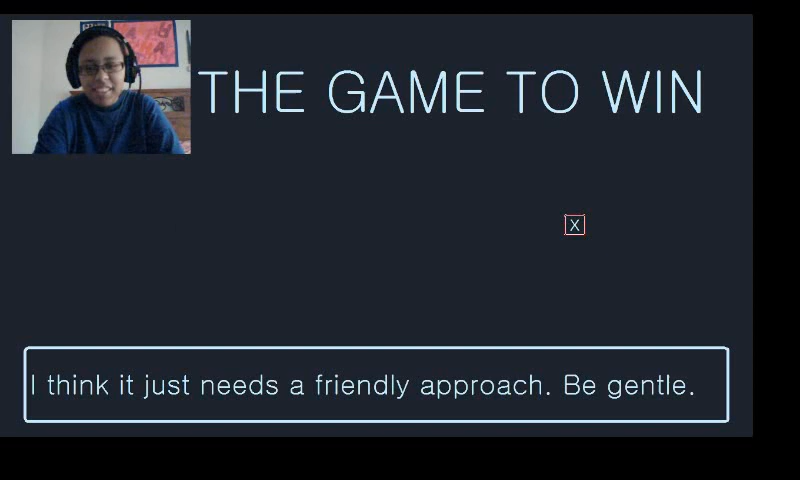 THE GAME TO WIN
X
I think it just needs a friendly approach. Be gentle.